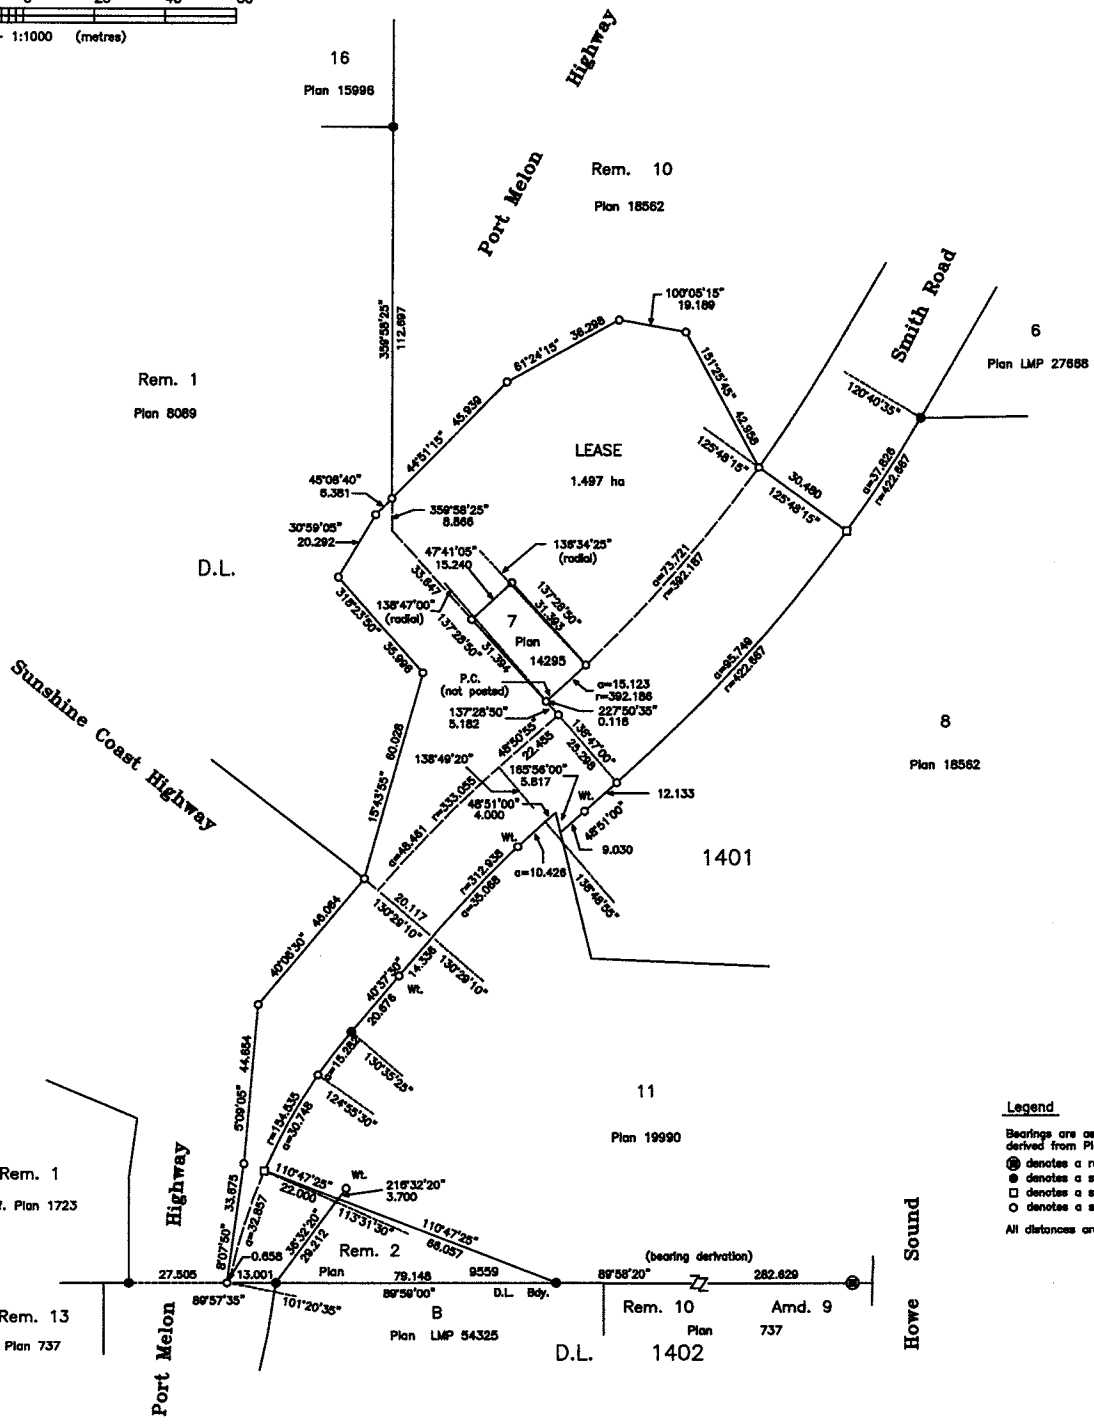 1:1000 (metres)
16
Plan 15996
Port Melon Highway
Rem. 10
Plan 18562
Smith Road
6
Plan LMP 27688
120°40'35"
100°05'15"
19.189
61°24'15" 36.298
359°58'25"
112.697
151°25'45" 42.958
Rem. 1
Plan 8089
44°51'15" 45.939
LEASE
1.497 ha
125°48'15"
30.480
125°48'15"
a=37.826
r=422.667
45°08'40"
6.381
359°58'25"
8.866
30°59'05"
20.292
47°41'05"
15.240
138°34'25"
(radial)
D.L.
33.647
a=73.721
r=392.187
318°23'50" 35.996
138°47'00"
(radial)
137°28'50"
31.393
7
Plan
14295
137°28'50"
31.394
P.C.
(not posted)
a=15.123
r=392.186
227°50'35"
0.116
a=95.749
r=422.667
137°28'50"
5.182
Sunshine Coast Highway
48°50'55"
22.455
138°47'00"
25.298
8
Plan 18562
15°43'55" 60.028
138°49'20"
165°56'00"
5.817
Wt.
12.133
a=48.461 r=333.055
48°51'00"
4.000
48°51'00"
9.030
Wt.
a=10.426
138°48'55"
1401
r=312.938
a=35.068
20.117
130°29'10"
130°29'10"
40°06'30" 46.064
14.336
40°37'30"
20.676
Wt.
a=15.282
130°35'25"
124°55'30"
5°09'05" 44.654
r=154.835
a=30.748
11
Plan 19990
Legend
Bearings are as
derived from Pl
denotes a
denotes a s
denotes a s
denotes a s
All distances ar
Rem. 1
Plan 1723
Highway
8°07'50" 33.675
a=32.857
110°47'25"
22.000
Wt.
216°32'20"
3.700
113°31'30"
110°47'25"
66.057
36°32'20"
29.212
Rem. 2
Plan 9559
(bearing derivation)
Howe Sound
0.658
27.505
13.001
79.148
89°58'20"
282.629
89°57'35"
101°20'35"
89°59'00"
D.L. Bdy.
Rem. 13
Plan 737
Port Melon
B
Plan LMP 54325
Rem. 10
Amd. 9
Plan 737
D.L. 1402